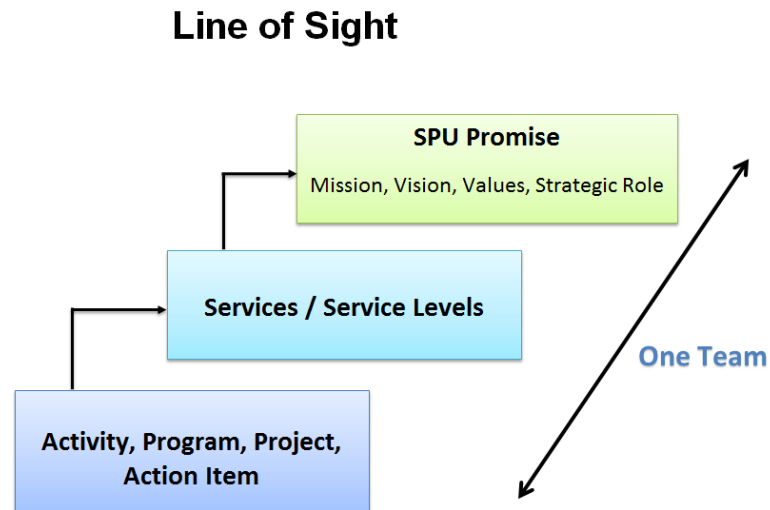 Line of Sight
SPU Promise
Mission, Vision, Values, Strategic Role
Services / Service Levels
One Team
Activity, Program, Project,
Action Item